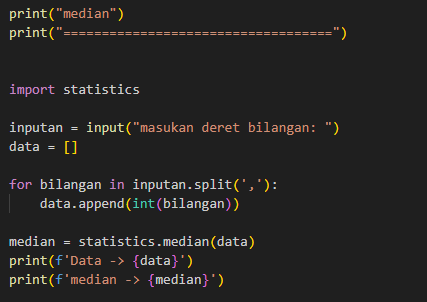 print("median")
print("===================================")
import statistics
inputan = input("masukan deret bilangan: ")
data = []
for bilangan in inputan.split(','):
    data.append(int(bilangan))
median = statistics.median(data)
print(f'Data -> {data}')
print(f'median -> {median}')